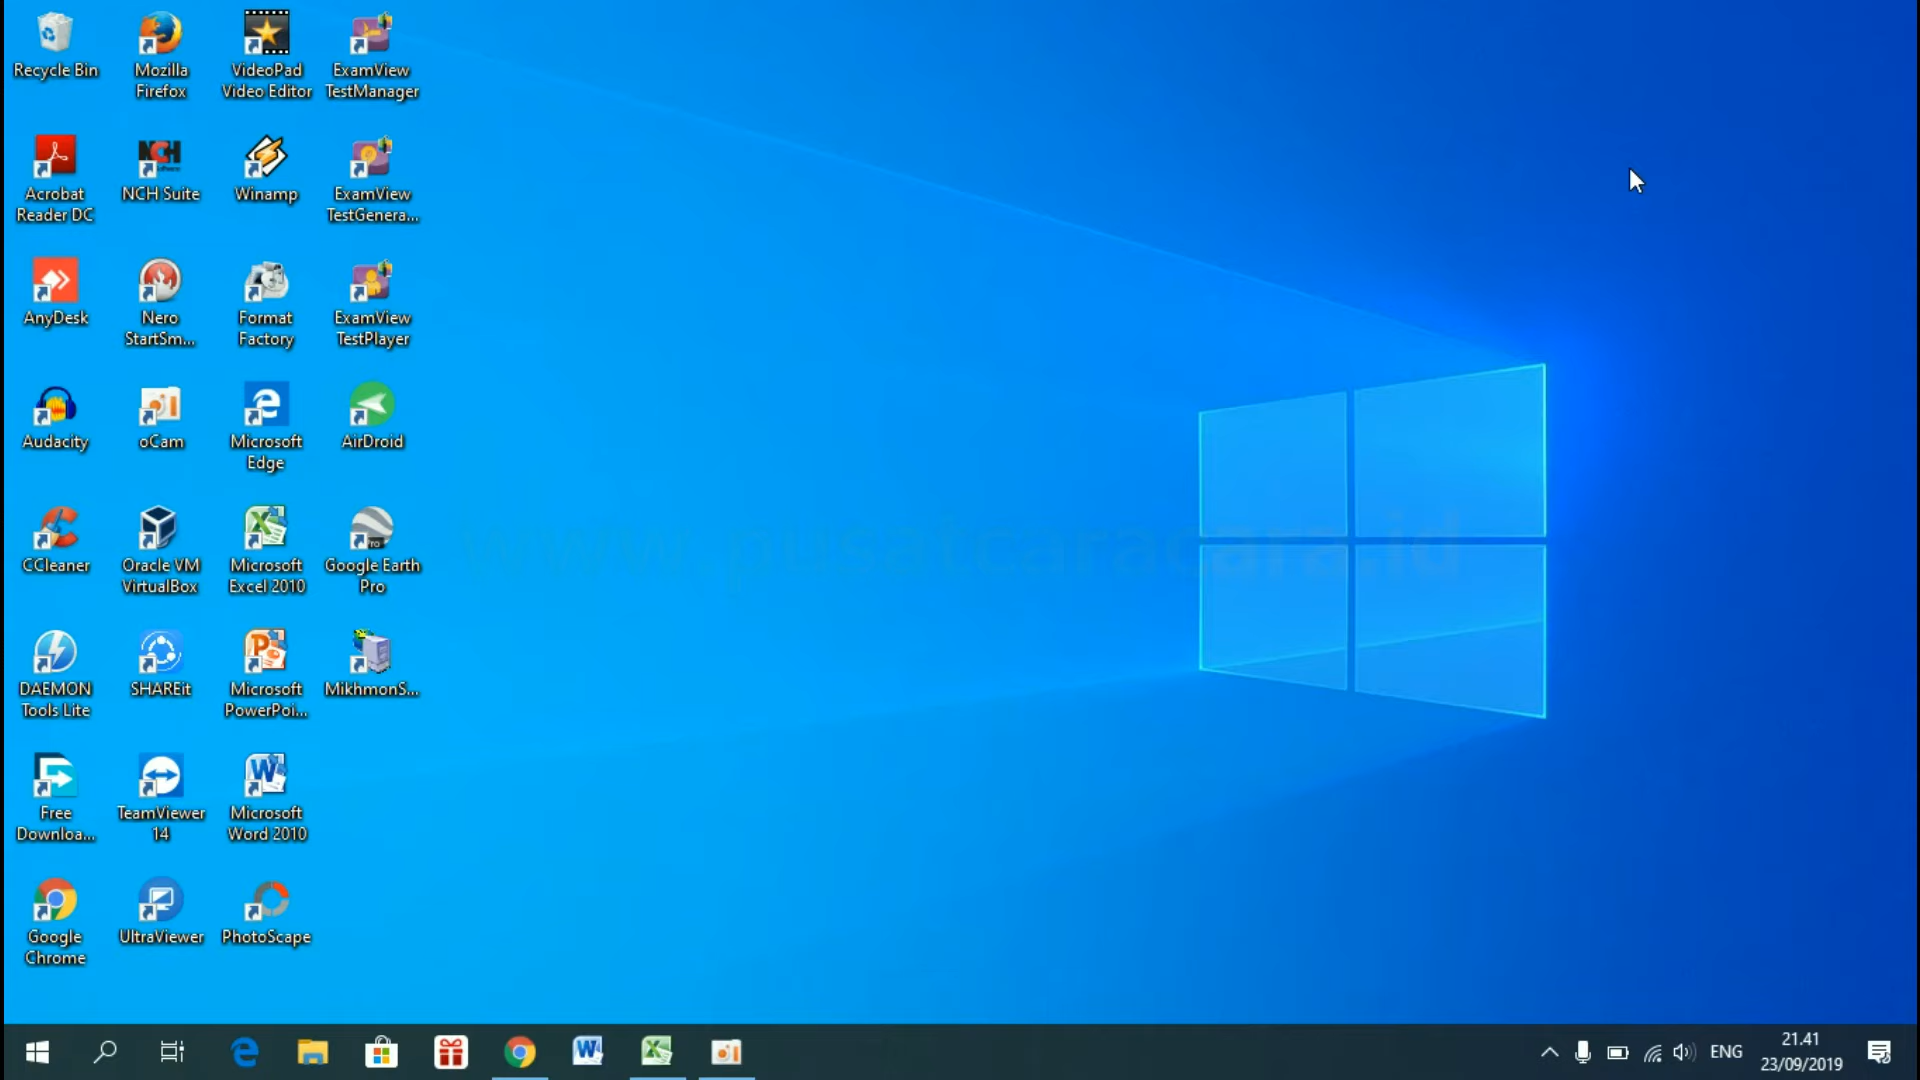 Recycle Bin
Mozilla
Firefox
VideoPad
Video Editor
ExamView
TestManager
Acrobat
Reader DC
NCH Suite
Winamp
ExamView
TestGenera...
AnyDesk
Nero
StartSm...
Format
Factory
ExamView
TestPlayer
Audacity
oCam
Microsoft
Edge
AirDroid
CCleaner
Oracle VM
VirtualBox
Microsoft
Excel 2010
Google Earth
Pro
www.pusatcaracara.id
DAEMON
Tools Lite
SHAREit
Microsoft
PowerPoi...
MikhmonS...
Free
Downloa...
TeamViewer
14
Microsoft
Word 2010
Google
Chrome
UltraViewer
PhotoScape
ENG
21.41
23/09/2019